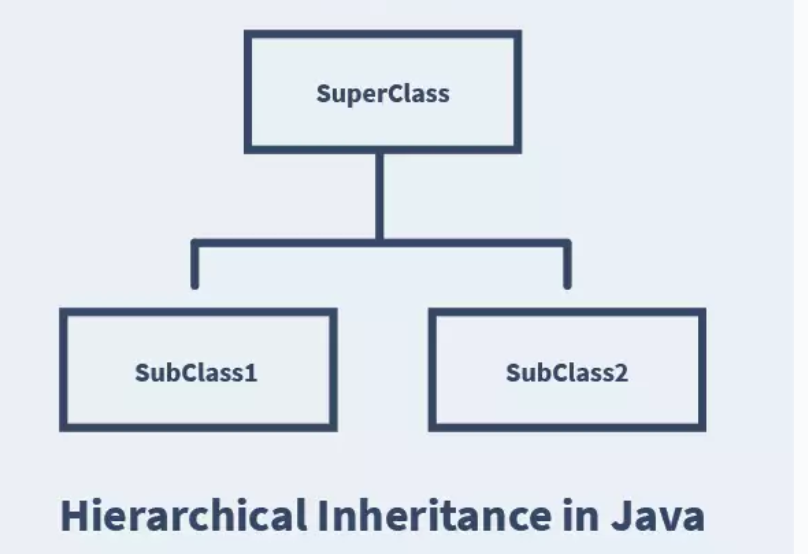 SuperClass
SubClass1
SubClass2
Hierarchical Inheritance in Java